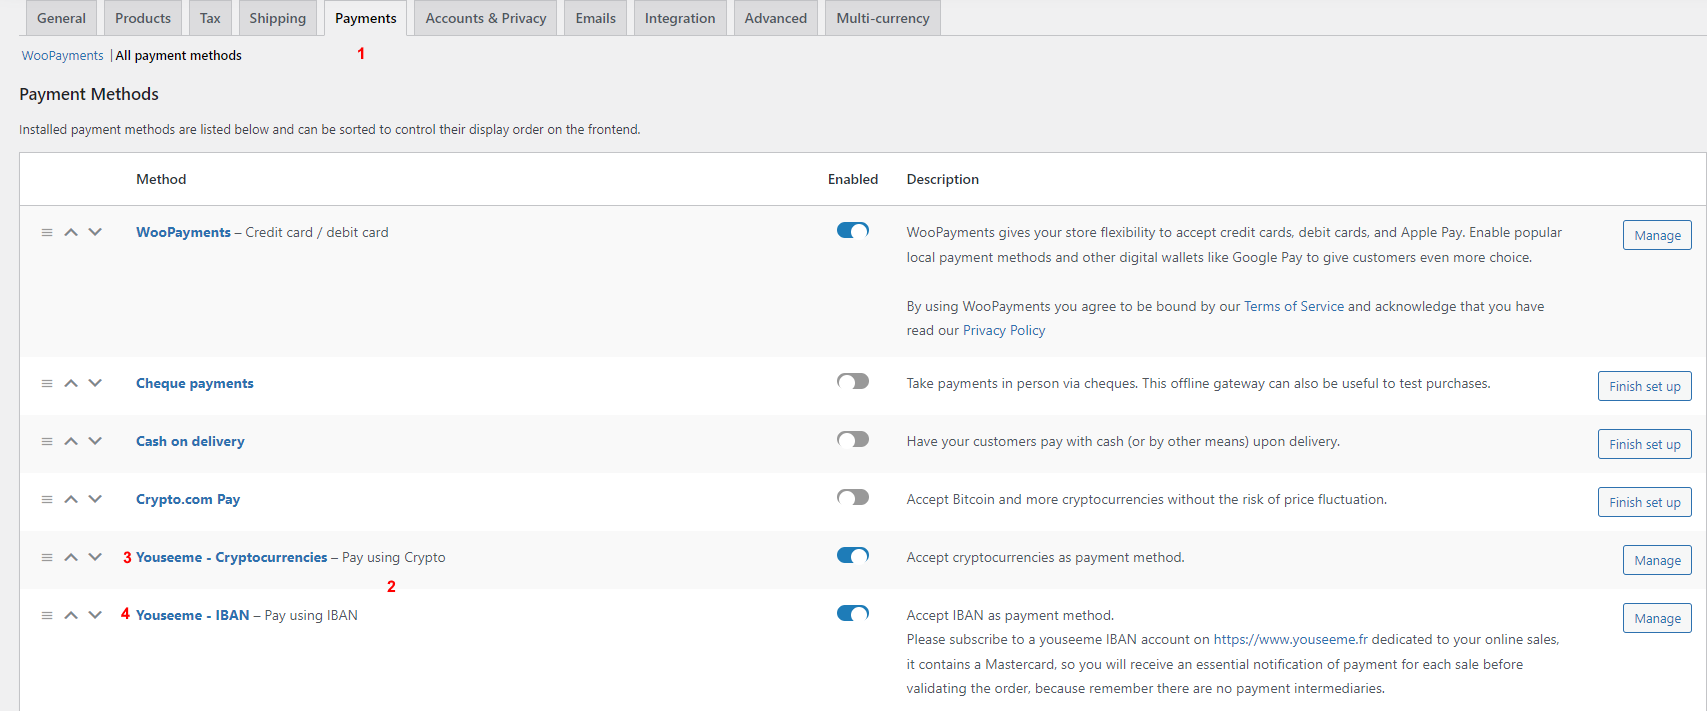 General Products Tax Shipping Payments Accounts & Privacy Emails Integration Advanced Multi-currency
WooPayments | All payment methods 1
Payment Methods
Installed payment methods are listed below and can be sorted to control their display order on the frontend.
Method Enabled Description
WooPayments – Credit card / debit card WooPayments gives your store flexibility to accept credit cards, debit cards, and Apple Pay. Enable popular Manage
local payment methods and other digital wallets like Google Pay to give customers even more choice.
By using WooPayments you agree to be bound by our Terms of Service and acknowledge that you have
read our Privacy Policy
Cheque payments Take payments in person via cheques. This offline gateway can also be useful to test purchases. Finish set up
Cash on delivery Have your customers pay with cash (or by other means) upon delivery. Finish set up
Crypto.com Pay Accept Bitcoin and more cryptocurrencies without the risk of price fluctuation. Finish set up
3 Youseeme - Cryptocurrencies – Pay using Crypto Accept cryptocurrencies as payment method. Manage
2
4 Youseeme - IBAN – Pay using IBAN Accept IBAN as payment method. Manage
Please subscribe to a youseeme IBAN account on https://www.youseeme.fr dedicated to your online sales,
it contains a Mastercard, so you will receive an essential notification of payment for each sale before
validating the order, because remember there are no payment intermediaries.